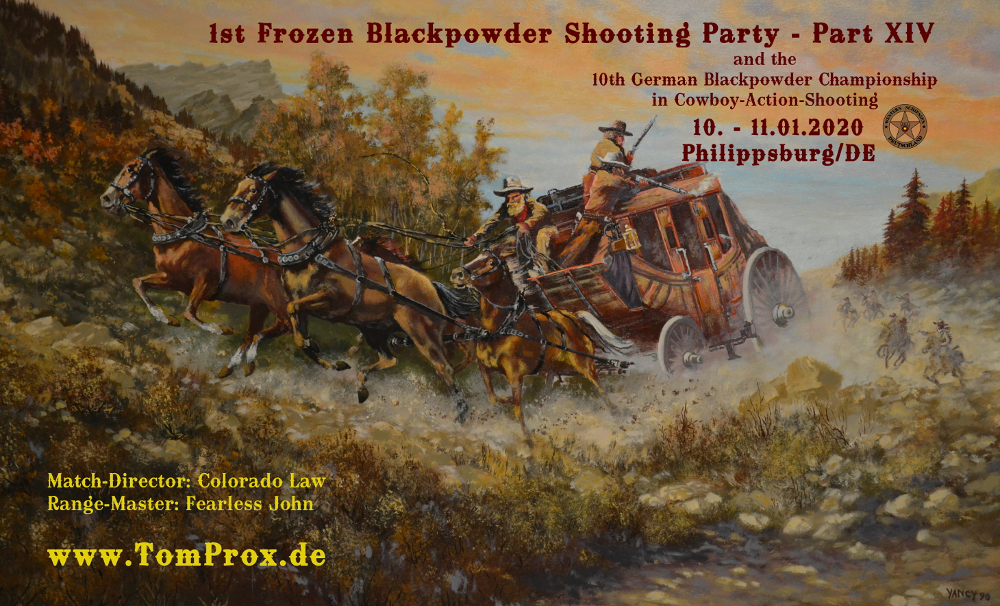 1st Frozen Blackpowder Shooting Party - Part XIV
and the
10th German Blackpowder Championship
in Cowboy-Action-Shooting
10. - 11.01.2020
Philippsburg/DE
WESTERN SCHIESSEN
DEUTSCHLAND
Match-Director: Colorado Law
Range-Master: Fearless John
www.TomProx.de
YANCY 90